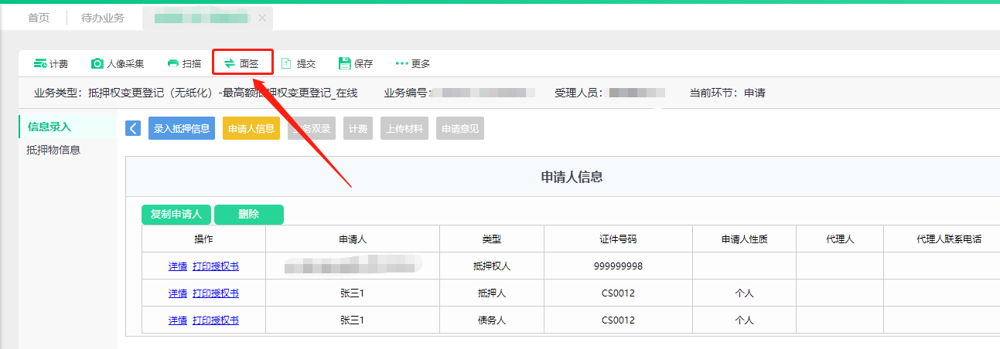 首页 待办业务
计费 人像采集 扫描 面签 提交 保存 更多
业务类型：抵押权变更登记（无纸化）-最高额抵押权变更登记_在线 业务编号： 受理人员： 当前环节：申请
信息录入
抵押物信息
录入抵押信息 申请人信息 务双录 计费 上传材料 申请意见
申请人信息
复制申请人 删除
操作 申请人 类型 证件号码 申请人性质 代理人 代理人联系电话
详情 打印授权书 抵押权人 999999998
详情 打印授权书 张三1 抵押人 CS0012 个人
详情 打印授权书 张三1 债务人 CS0012 个人